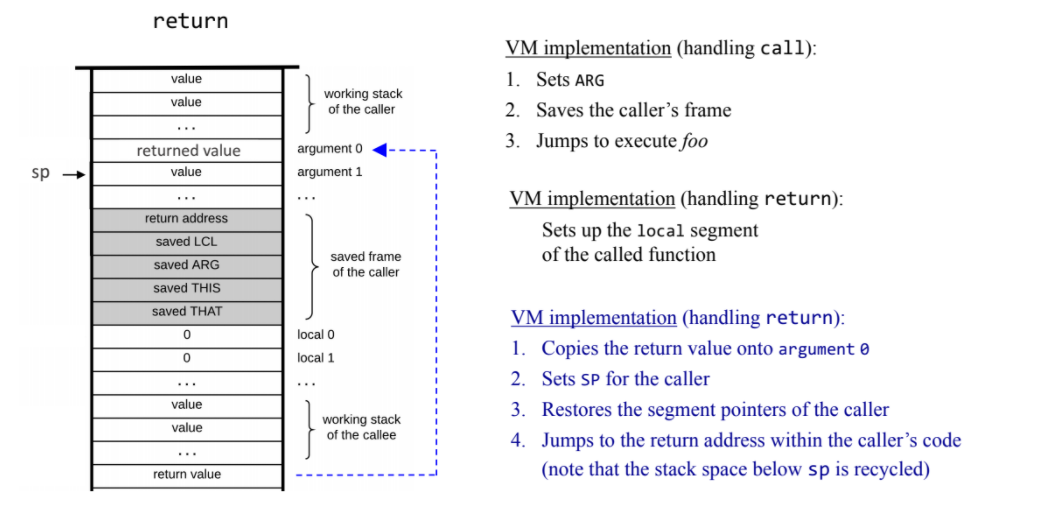 return
value
value
...
returned value
value
...
return address
saved LCL
saved ARG
saved THIS
saved THAT
0
0
...
value
value
...
return value
sp
working stack
of the caller
argument 0
argument 1
...
saved frame
of the caller
local 0
local 1
...
working stack
of the callee
VM implementation (handling call):
1. Sets ARG
2. Saves the caller's frame
3. Jumps to execute foo
VM implementation (handling return):
Sets up the local segment
of the called function
VM implementation (handling return):
1. Copies the return value onto argument 0
2. Sets SP for the caller
3. Restores the segment pointers of the caller
4. Jumps to the return address within the caller's code
(note that the stack space below sp is recycled)